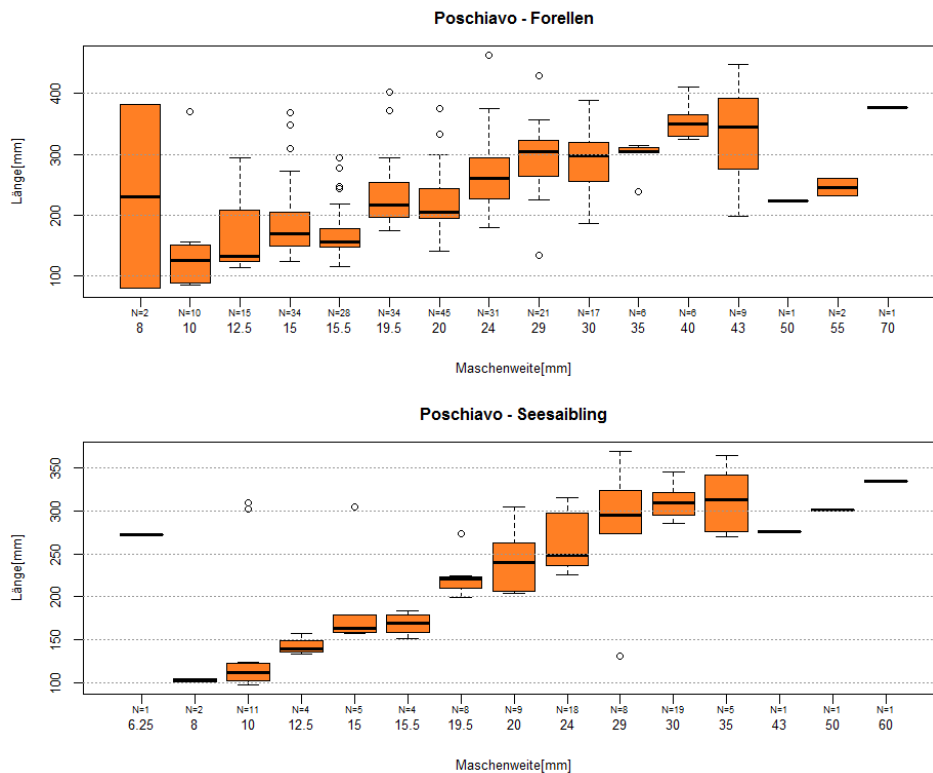 Poschiavo - Forellen
Länge[mm]
400
300
200
100
N=2 N=10 N=15 N=34 N=28 N=34 N=45 N=31 N=21 N=17 N=6 N=6 N=9 N=1 N=2 N=1
8 10 12.5 15 15.5 19.5 20 24 29 30 35 40 43 50 55 70
Maschenweite[mm]
Poschiavo - Seesaibling
Länge[mm]
350
300
250
200
150
100
N=1 N=2 N=11 N=4 N=5 N=4 N=8 N=9 N=18 N=8 N=19 N=5 N=1 N=1 N=1
6.25 8 10 12.5 15 15.5 19.5 20 24 29 30 35 43 50 60
Maschenweite[mm]